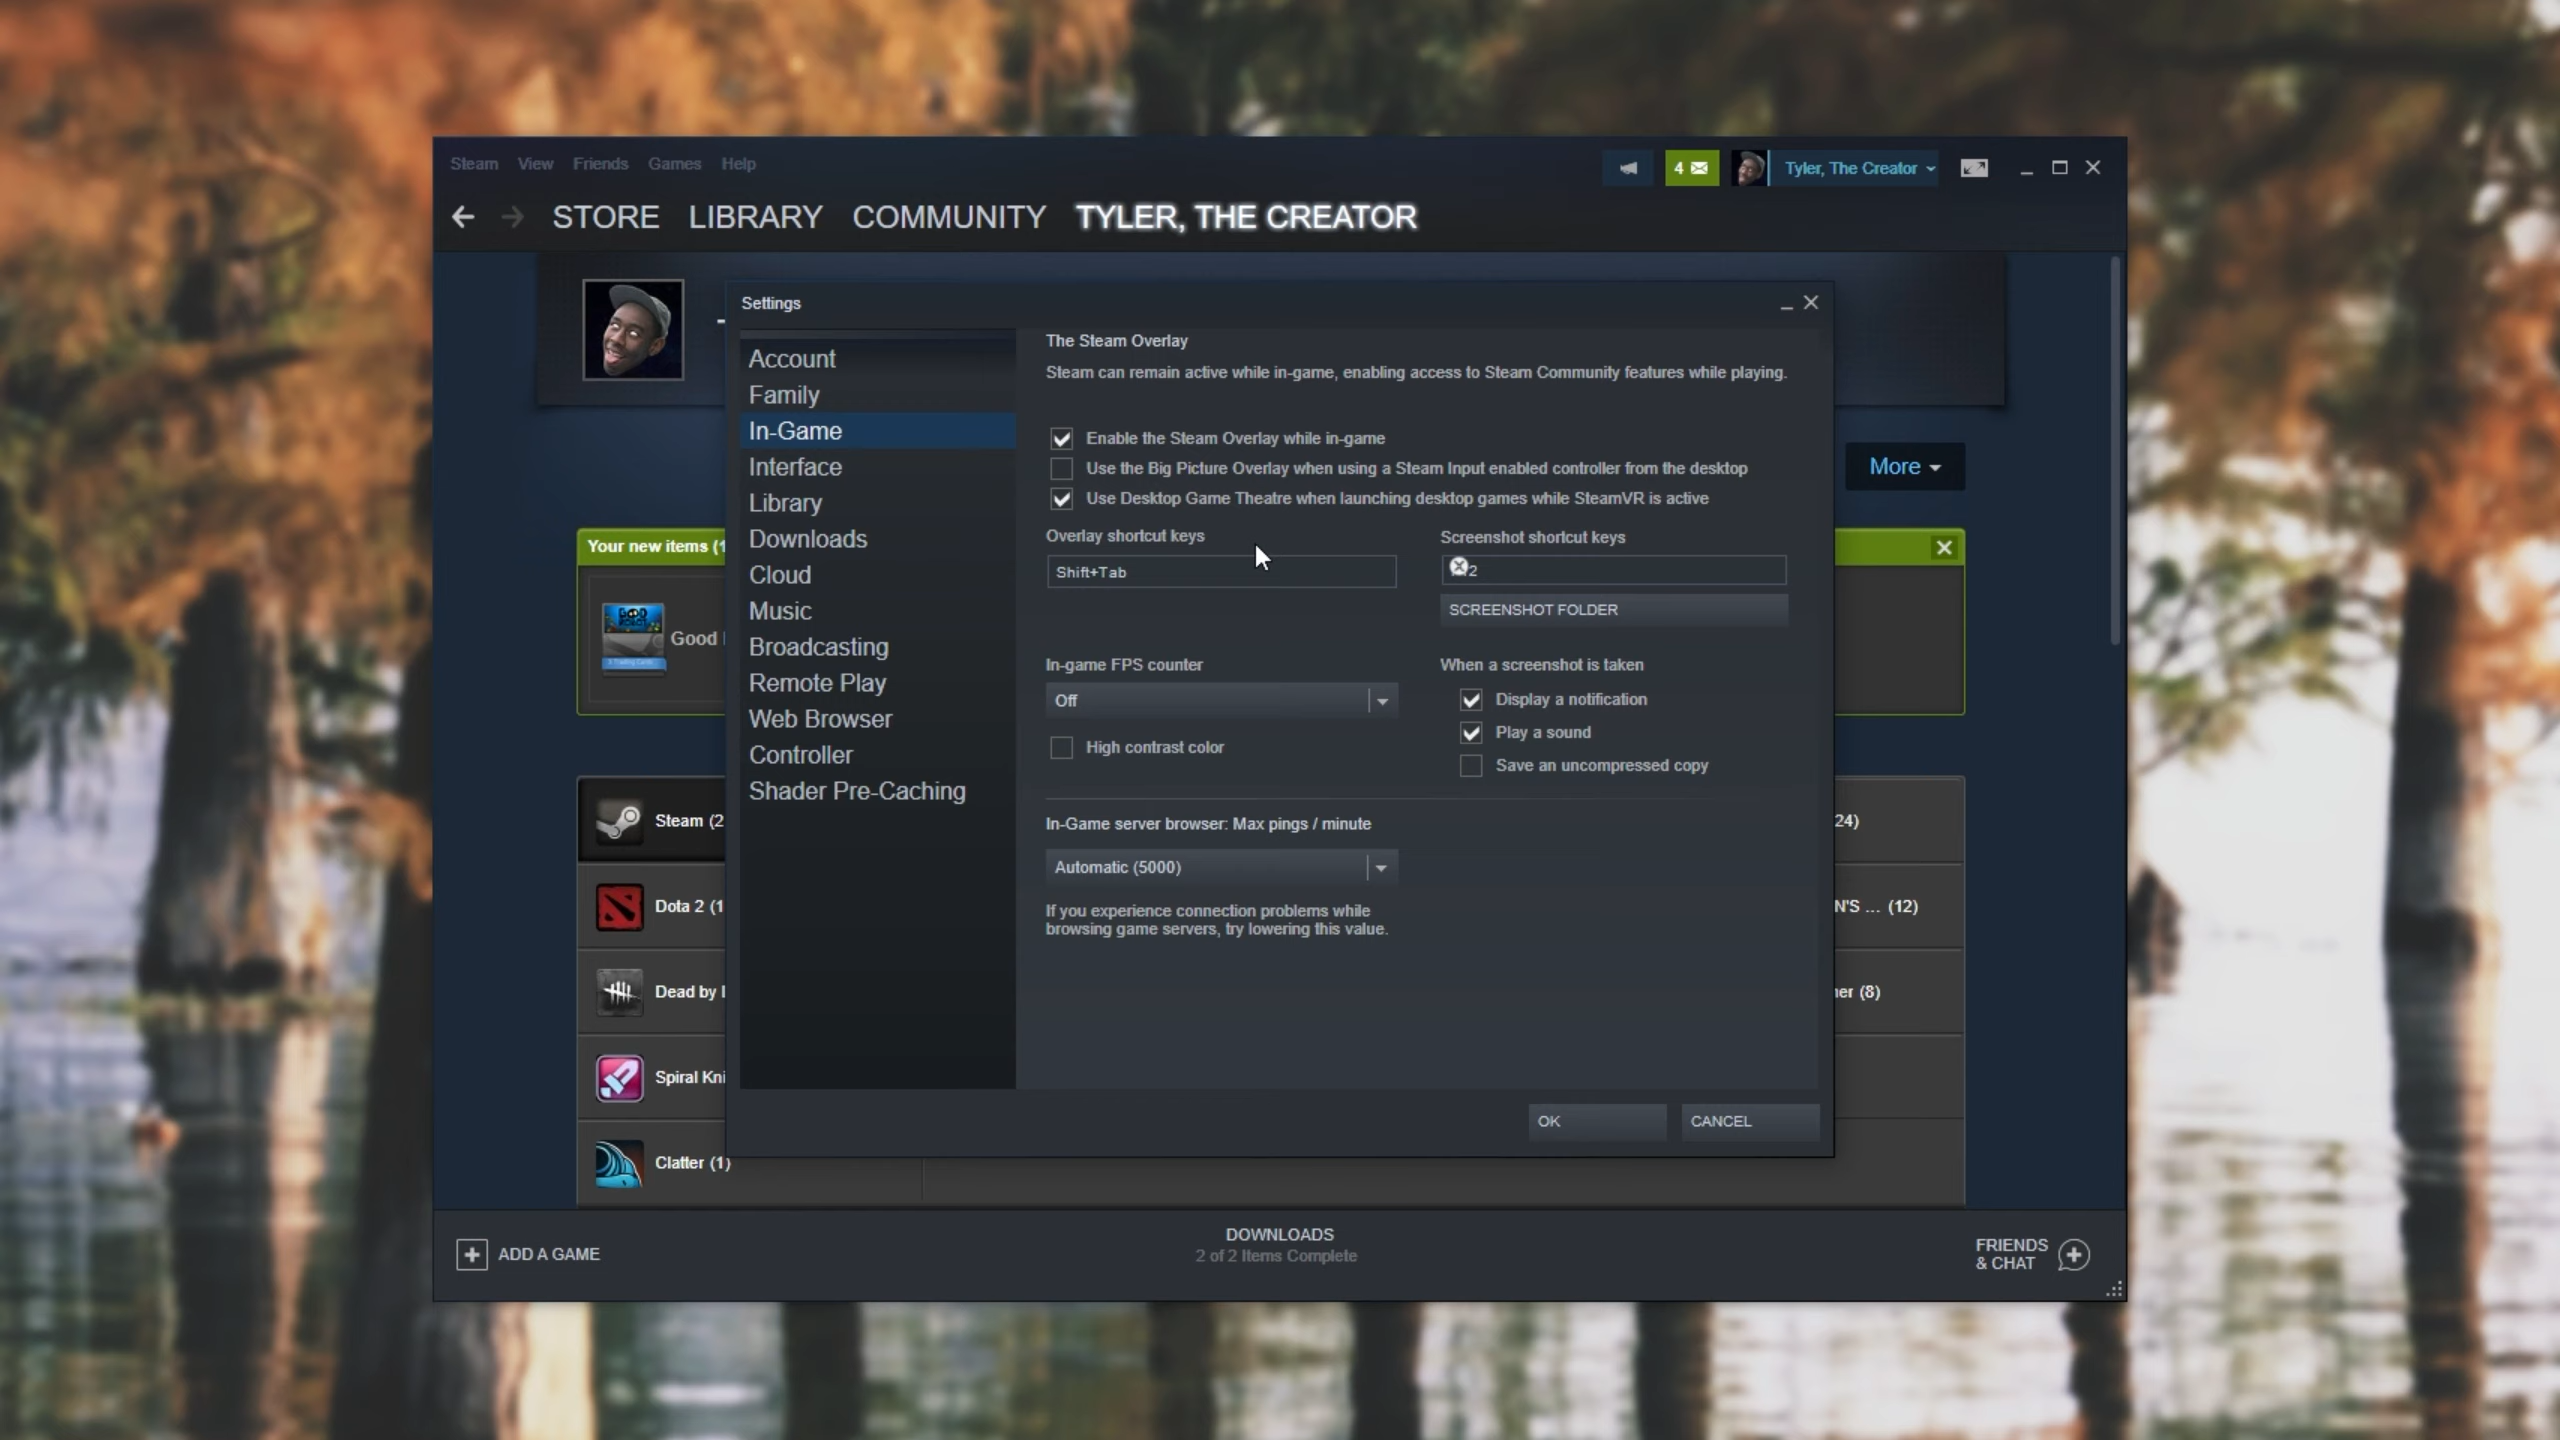 Steam View Friends Games Help
4
Tyler, The Creator
STORE LIBRARY COMMUNITY TYLER, THE CREATOR
Settings
Account
Family
In-Game
Interface
Library
Downloads
Cloud
Music
Broadcasting
Remote Play
Web Browser
Controller
Shader Pre-Caching
The Steam Overlay
Steam can remain active while in-game, enabling access to Steam Community features while playing.
Enable the Steam Overlay while in-game
Use the Big Picture Overlay when using a Steam Input enabled controller from the desktop
Use Desktop Game Theatre when launching desktop games while SteamVR is active
Overlay shortcut keys
Shift+Tab
Screenshot shortcut keys
2
SCREENSHOT FOLDER
In-game FPS counter
Off
High contrast color
When a screenshot is taken
Display a notification
Play a sound
Save an uncompressed copy
In-Game server browser: Max pings / minute
Automatic (5000)
If you experience connection problems while
browsing game servers, try lowering this value.
OK CANCEL
More
Your new items (1
Good
Steam (2
24)
Dota 2 (1
N'S ... (12)
Dead by
ner (8)
Spiral Kni
Clatter (1)
ADD A GAME
DOWNLOADS
2 of 2 Items Complete
FRIENDS
& CHAT